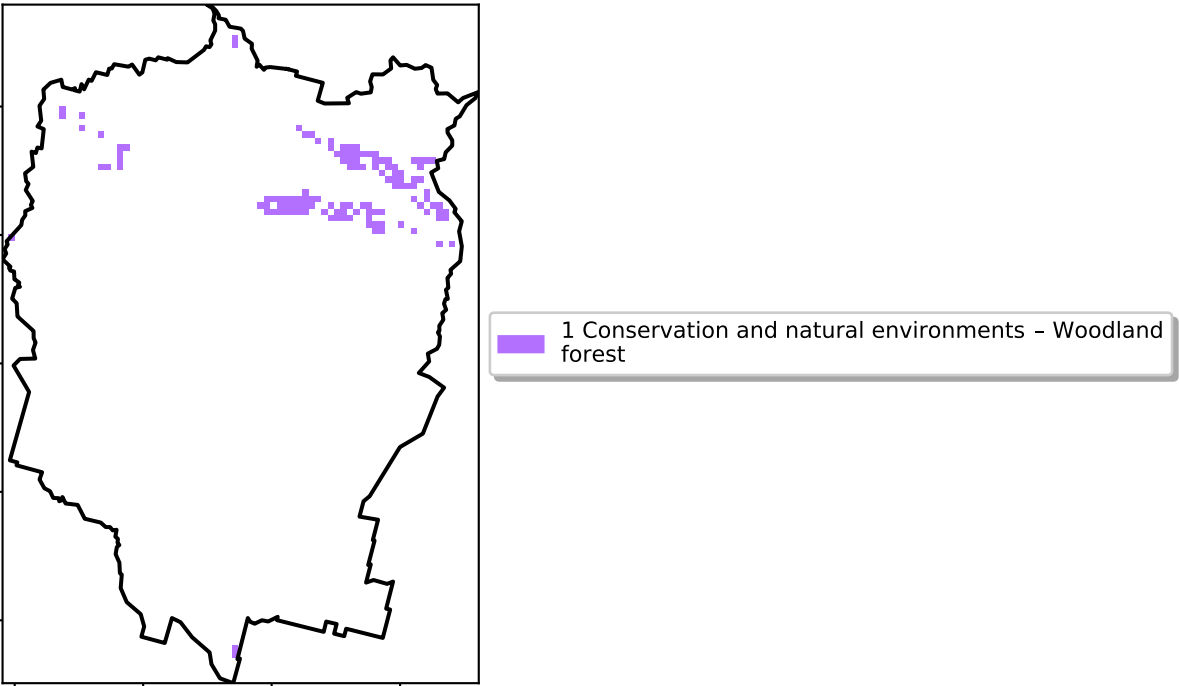 1 Conservation and natural environments – Woodland
forest